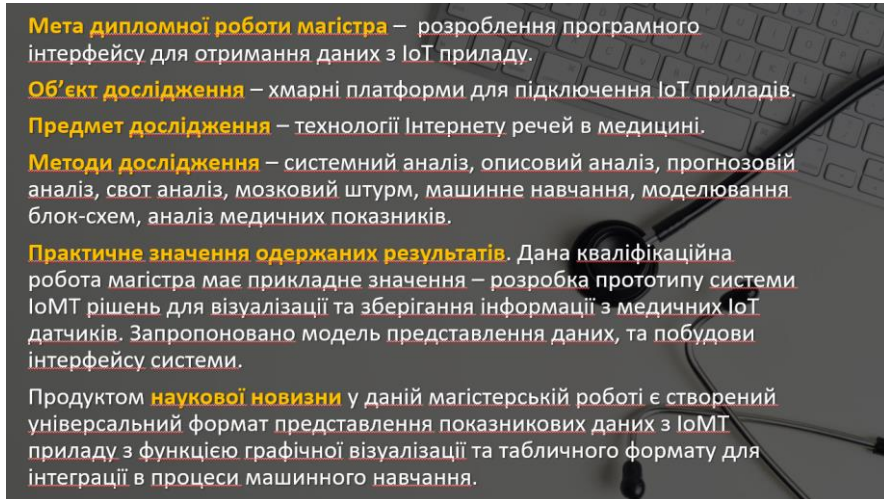 Мета дипломної роботи магістра – розроблення програмного
інтерфейсу для отримання даних з IoT приладу.
Об’єкт дослідження – хмарні платформи для підключення IoT приладів.
Предмет дослідження – технології Інтернету речей в медицині.
Методи дослідження – системний аналіз, описовий аналіз, прогнозовій
аналіз, свот аналіз, мозковий штурм, машинне навчання, моделювання
блок-схем, аналіз медичних показників.
Практичне значення одержаних результатів. Дана кваліфікаційна
робота магістра має прикладне значення – розробка прототипу системи
IoMT рішень для візуалізації та зберігання інформації з медичних IoT
датчиків. Запропоновано модель представлення даних, та побудови
інтерфейсу системи.
Продуктом наукової новизни у даній магістерській роботі є створений
універсальний формат представлення показникових даних з IoMT
приладу з функцією графічної візуалізації та табличного формату для
інтеграції в процеси машинного навчання.